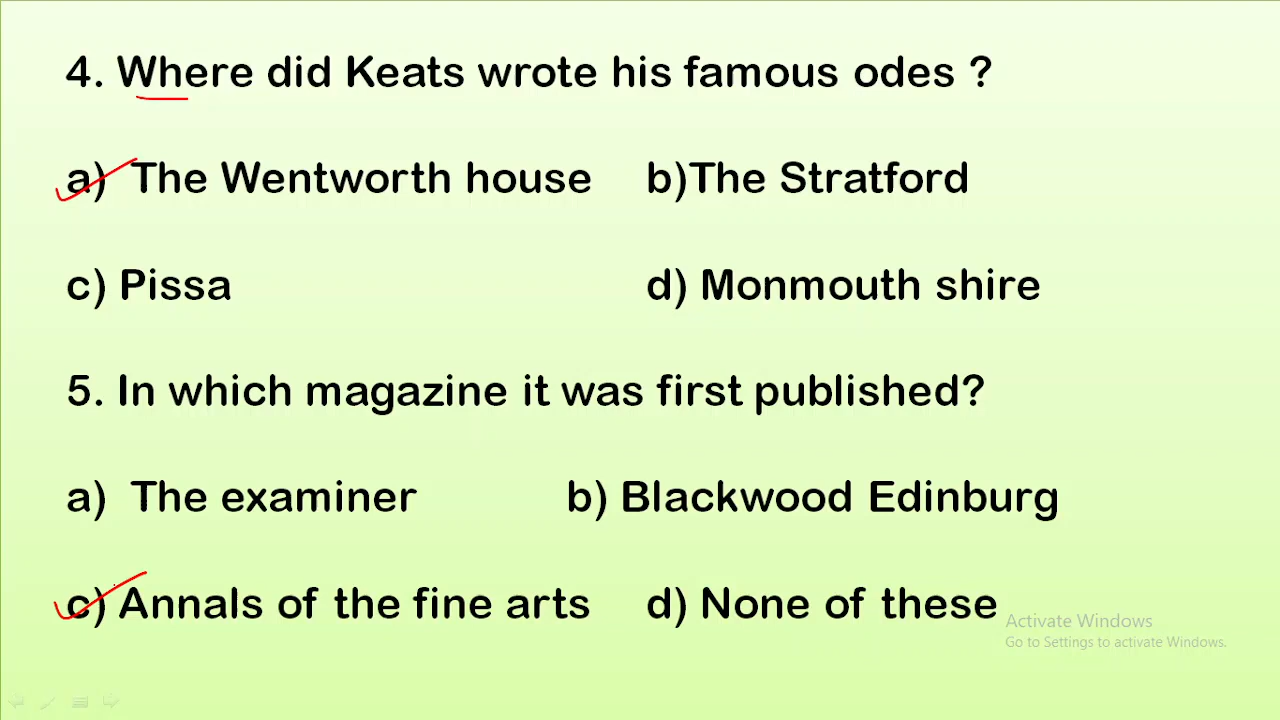 4. Where did Keats wrote his famous odes ?
a) The Wentworth house b)The Stratford
c) Pissa d) Monmouth shire
5. In which magazine it was first published?
a) The examiner b) Blackwood Edinburg
c) Annals of the fine arts d) None of these
Activate Windows
Go to Settings to activate Windows.